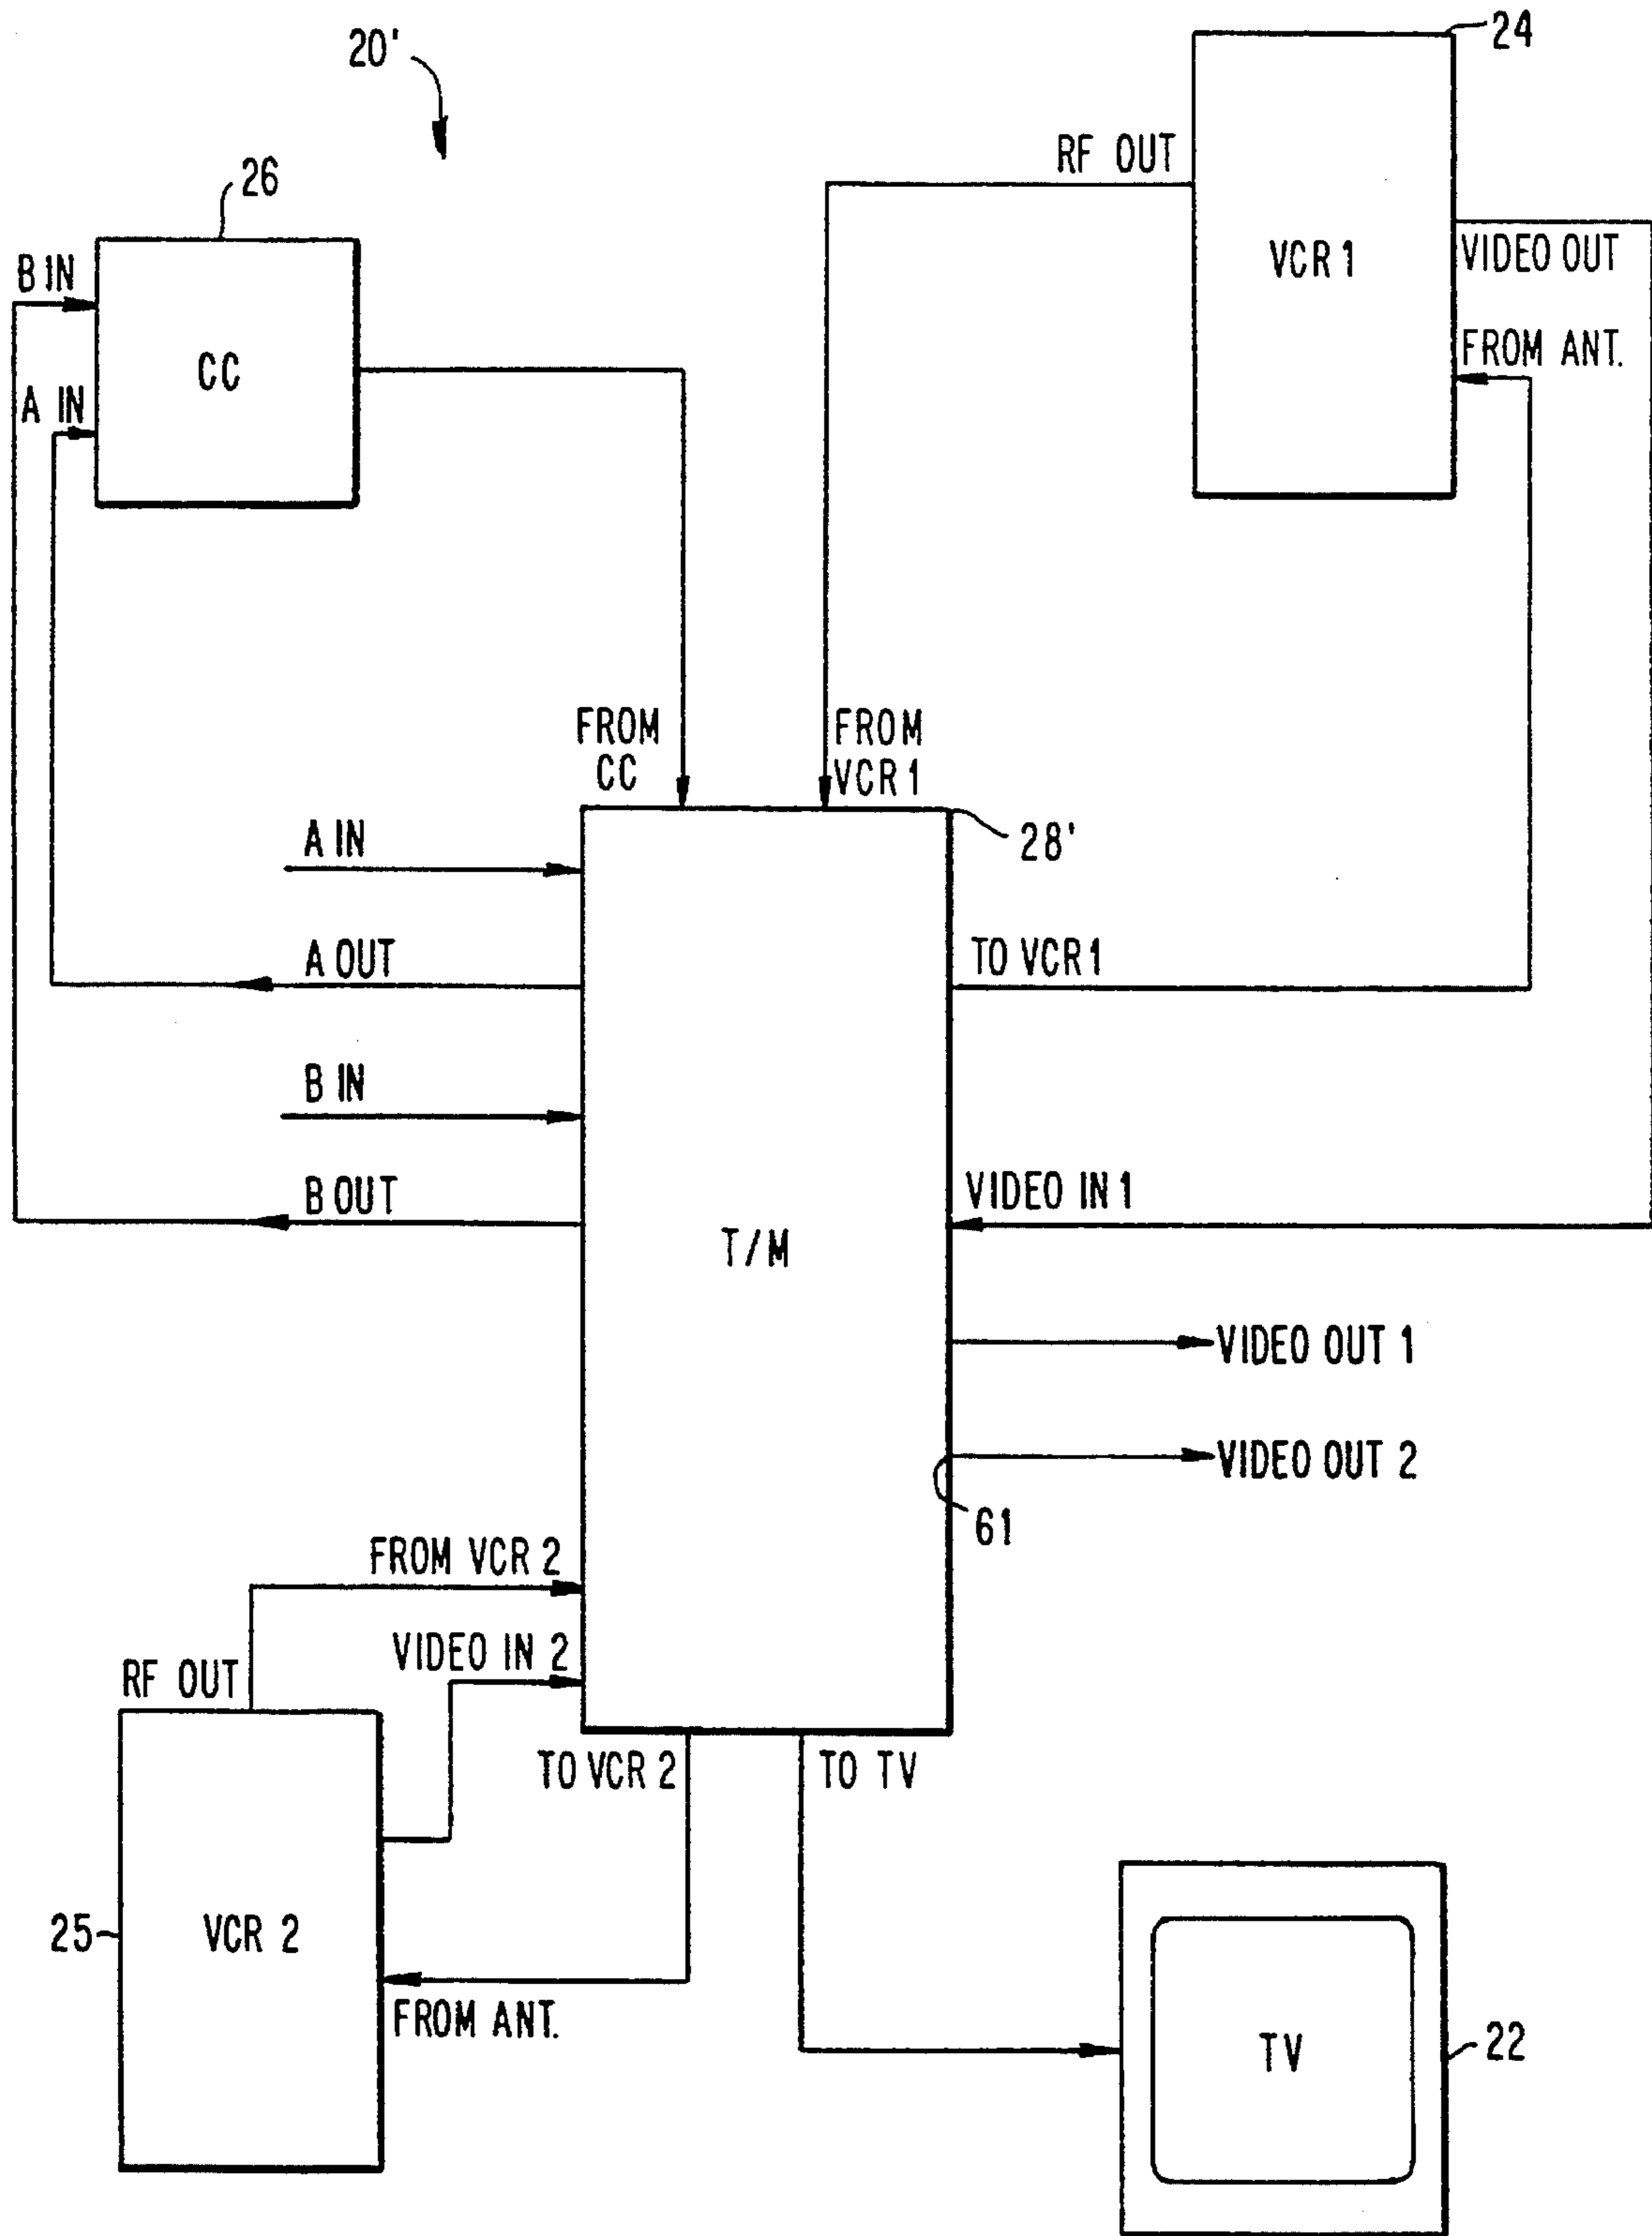 20'
24
RF OUT
26
VCR 1
VIDEO OUT
B IN
CC
FROM ANT.
A IN
FROM
CC
FROM
VCR 1
28'
A IN
A OUT
TO VCR 1
B IN
B OUT
VIDEO IN 1
T/M
VIDEO OUT 1
VIDEO OUT 2
61
FROM VCR 2
VIDEO IN 2
RF OUT
TO VCR 2
TO TV
25
VCR 2
FROM ANT.
TV
22